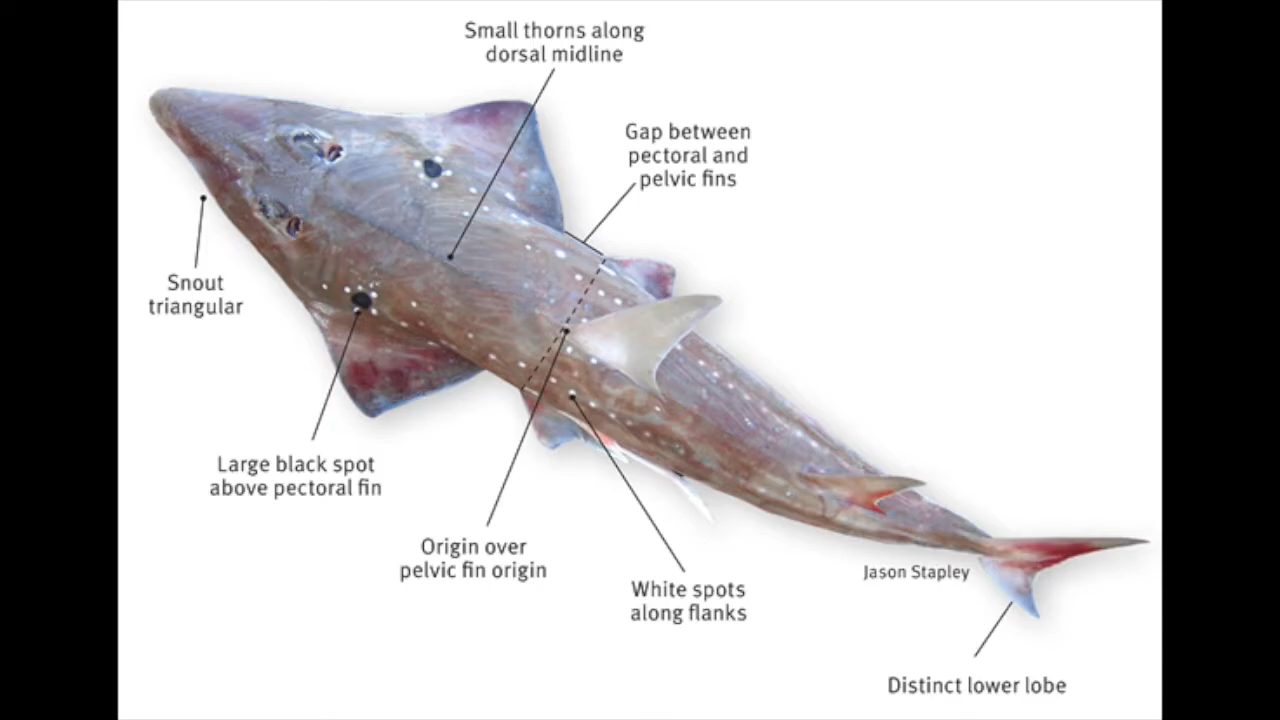 Small thorns along
dorsal midline
Gap between
pectoral and
pelvic fins
Snout
triangular
Large black spot
above pectoral fin
Origin over
pelvic fin origin
White spots
along flanks
Jason Stapley
Distinct lower lobe